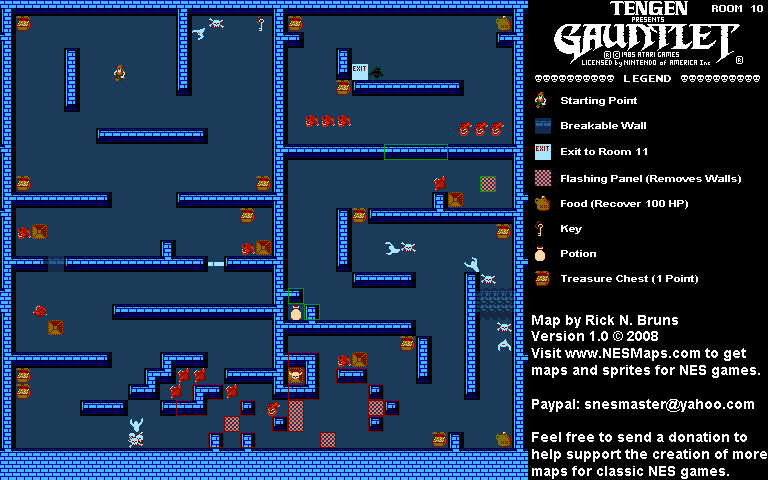 TENGEN
ROOM 10
PRESENTS
GAUNTLET
® © 1985 ATARI GAMES
LICENSED by NINTENDO of AMERICA Inc
®
LEGEND
Starting Point
Breakable Wall
EXIT
Exit to Room 11
Flashing Panel (Removes Walls)
Food (Recover 100 HP)
Key
Potion
Treasure Chest (1 Point)
Map by Rick N. Bruns
Version 1.0 © 2008
Visit www.NESMaps.com to get
maps and sprites for NES games.
Paypal: snesmaster@yahoo.com
Feel free to send a donation to
help support the creation of more
maps for classic NES games.
EXIT